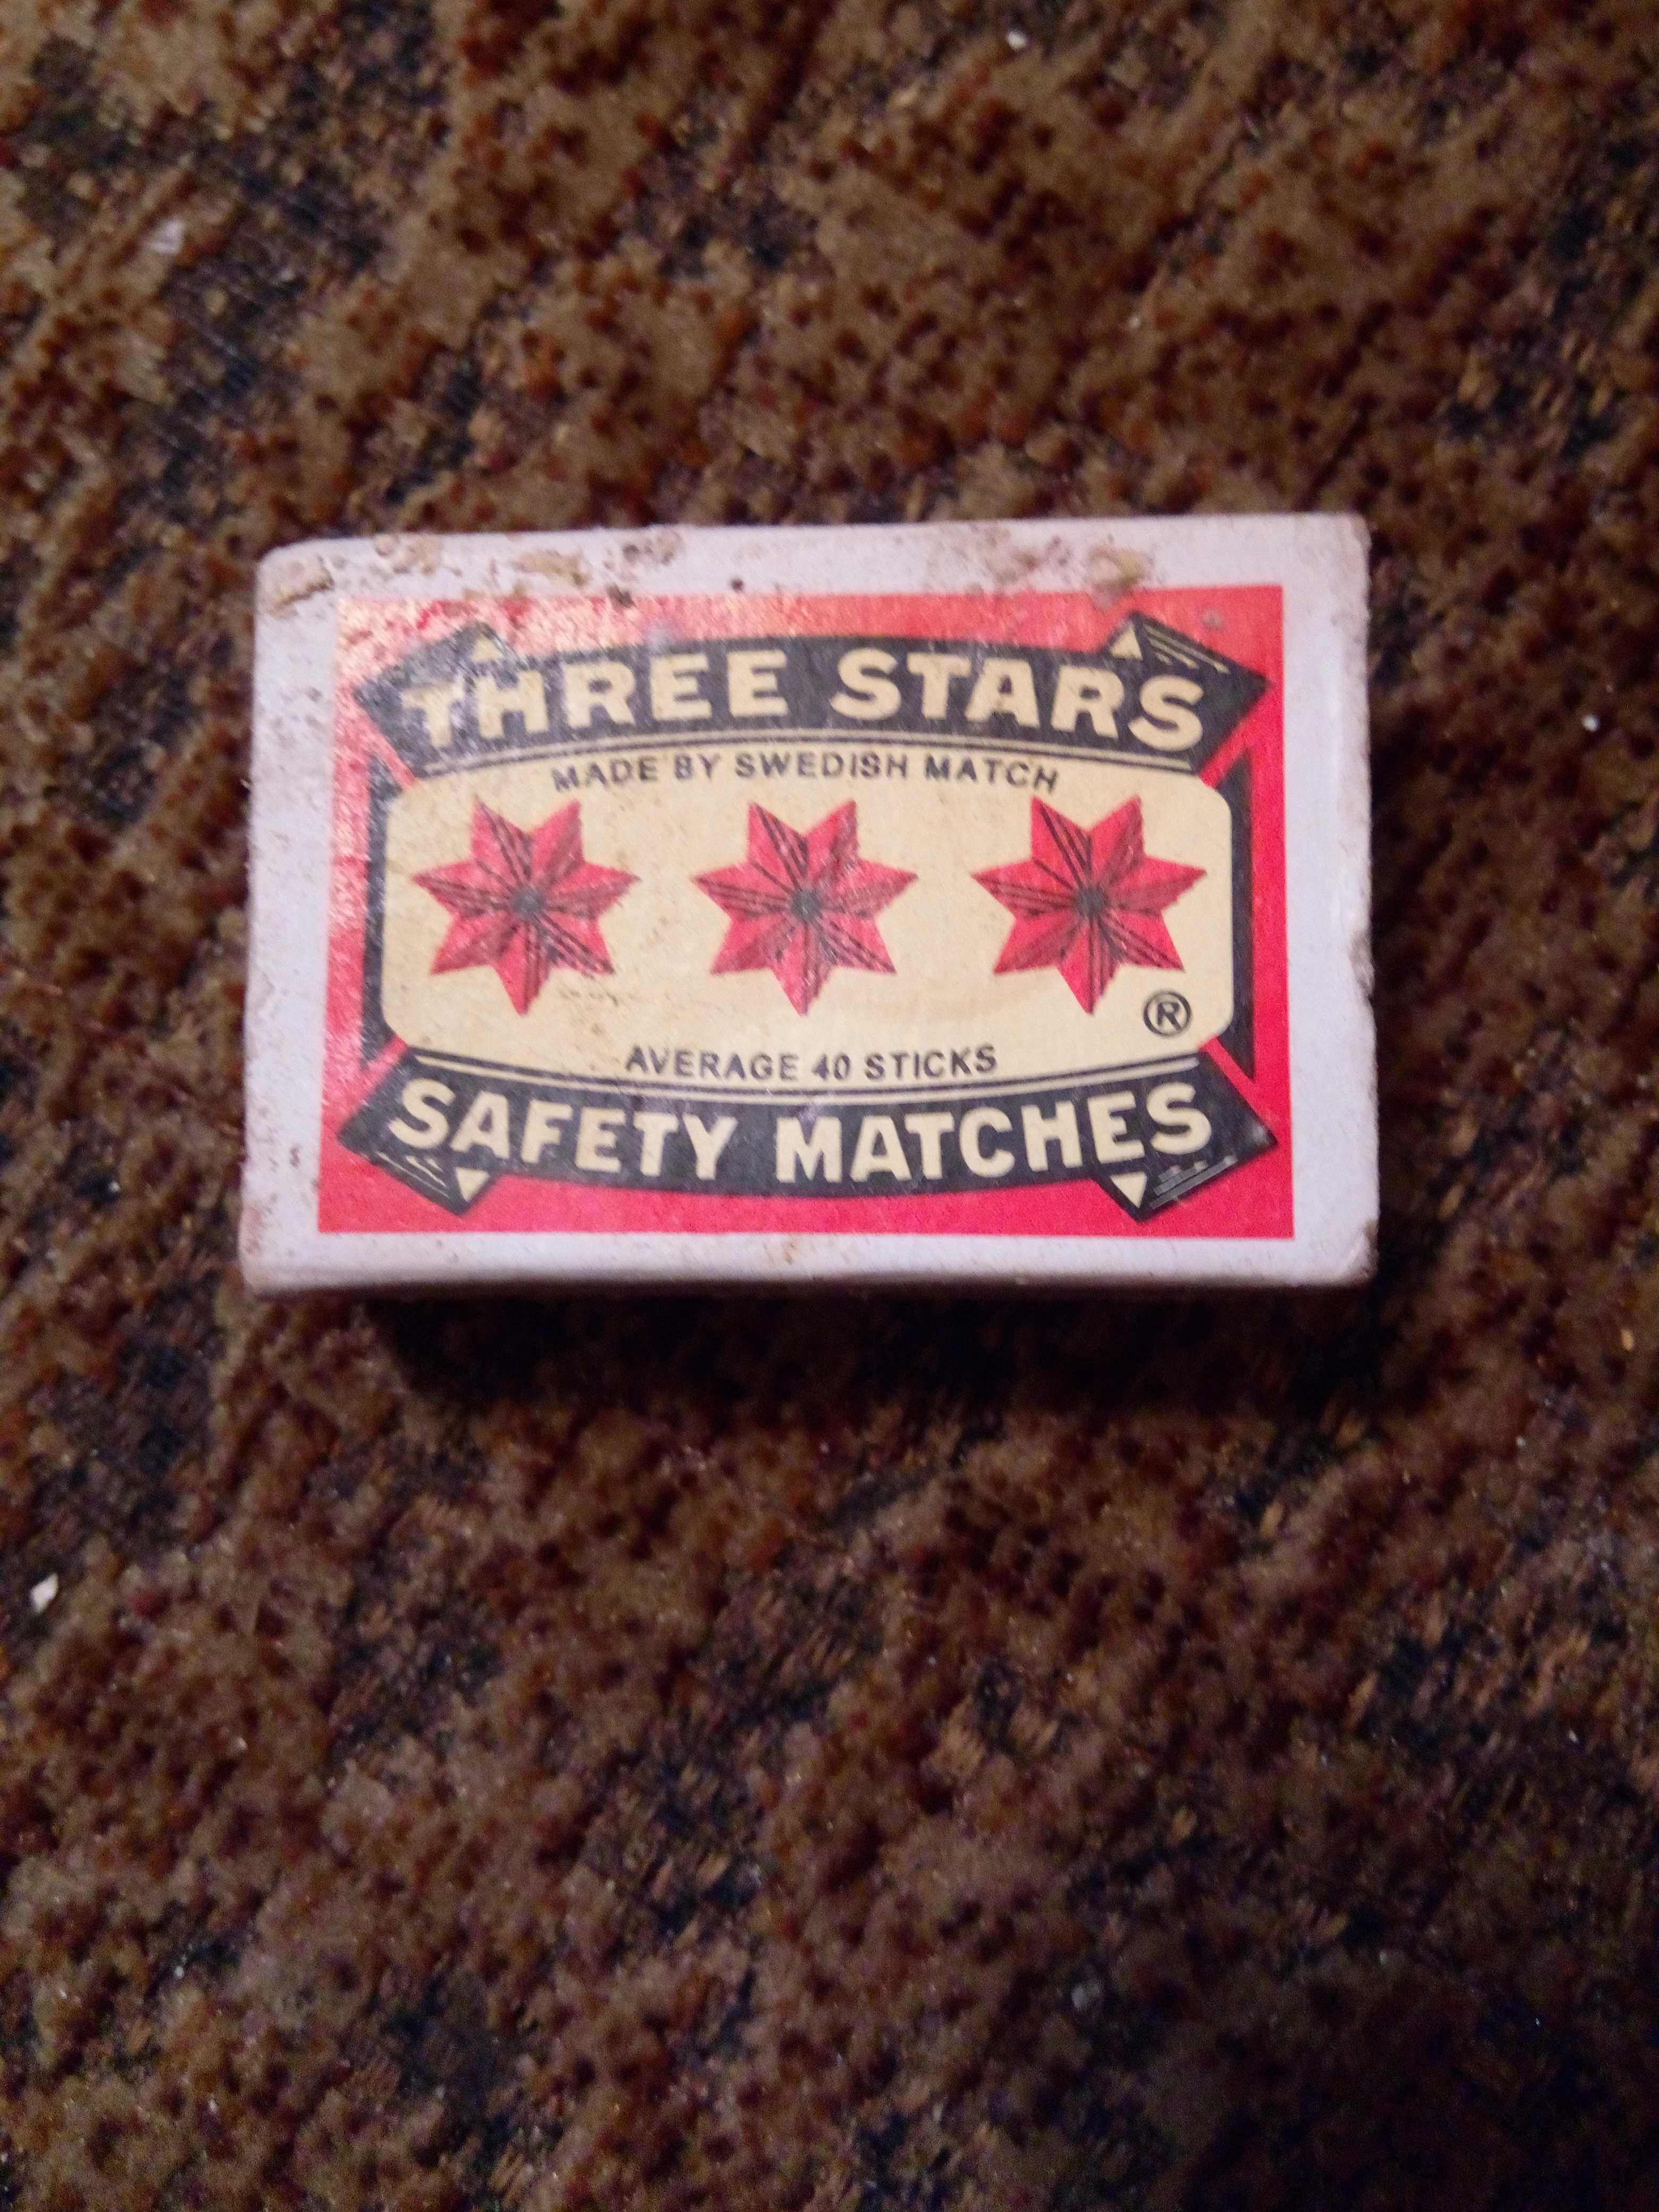 THREE STARS
MADE BY SWEDISH MATCH
®
AVERAGE 40 STICKS
SAFETY MATCHES